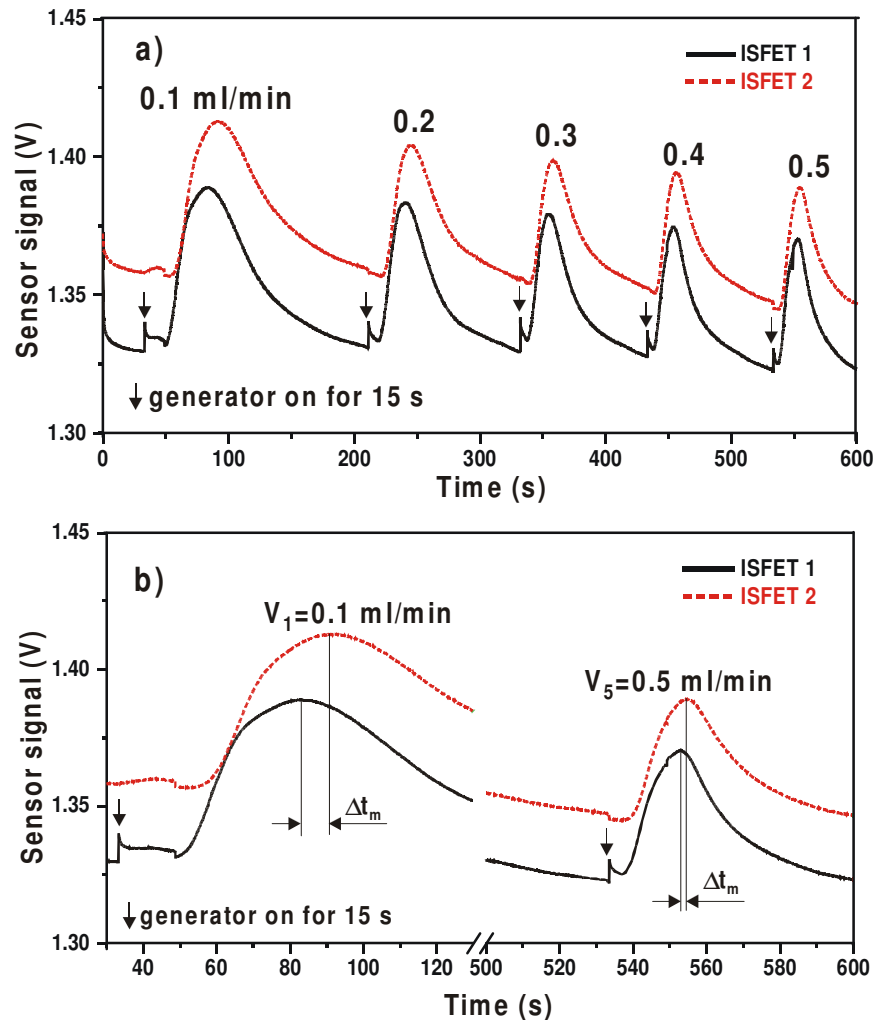 a)
ISFET 1
ISFET 2
0.1 ml/min
0.2
0.3
0.4
0.5
1.45
1.40
1.35
1.30
Sensor signal (V)
↓ generator on for 15 s
0 100 200 300 400 500 600
Time (s)
b)
ISFET 1
ISFET 2
V1=0.1 ml/min
V5=0.5 ml/min
1.45
1.40
1.35
1.30
Sensor signal (V)
Δtm
Δtm
↓ generator on for 15 s
40 60 80 100 120 500 520 540 560 580 600
Time (s)